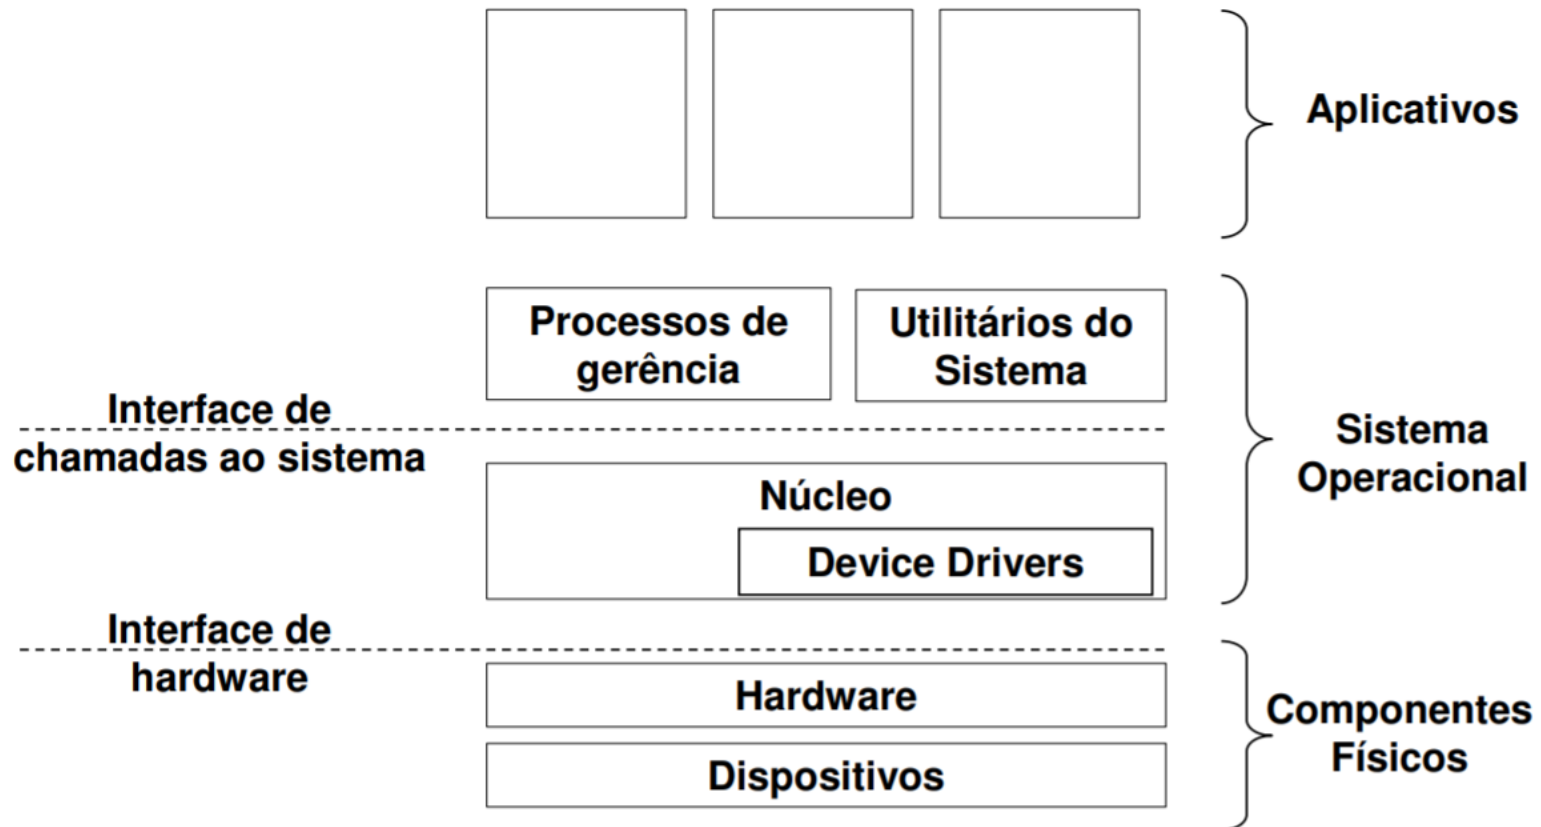 Aplicativos
Processos de
gerência
Utilitários do
Sistema
Interface de
chamadas ao sistema
Sistema
Operacional
Núcleo
Device Drivers
Interface de
hardware
Hardware
Dispositivos
Componentes
Físicos